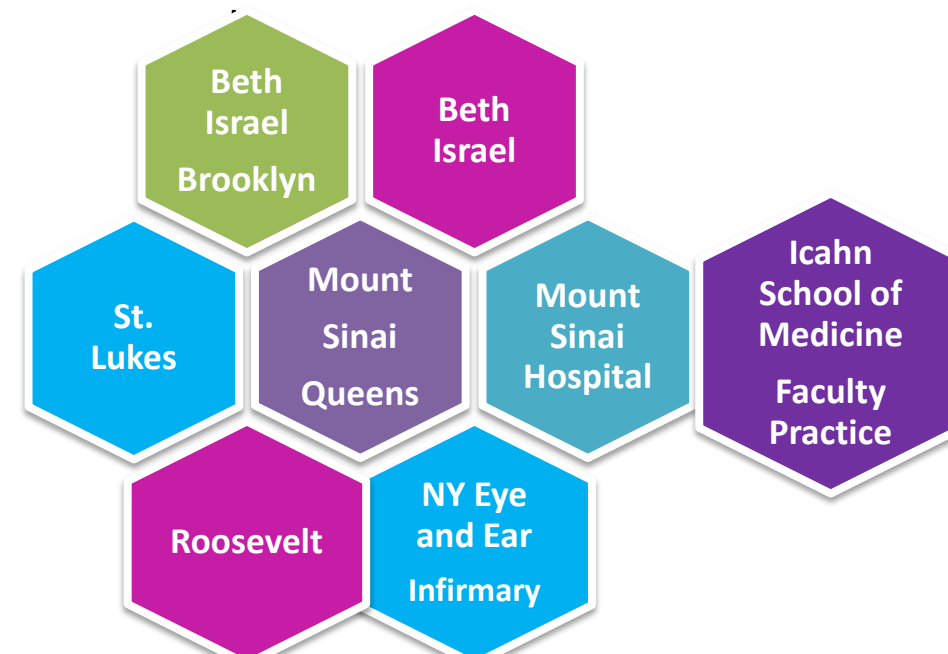 Beth
Israel
Brooklyn
Beth
Israel
St.
Lukes
Mount
Sinai
Queens
Mount
Sinai
Hospital
Icahn
School of
Medicine
Faculty
Practice
Roosevelt
NY Eye
and Ear
Infirmary